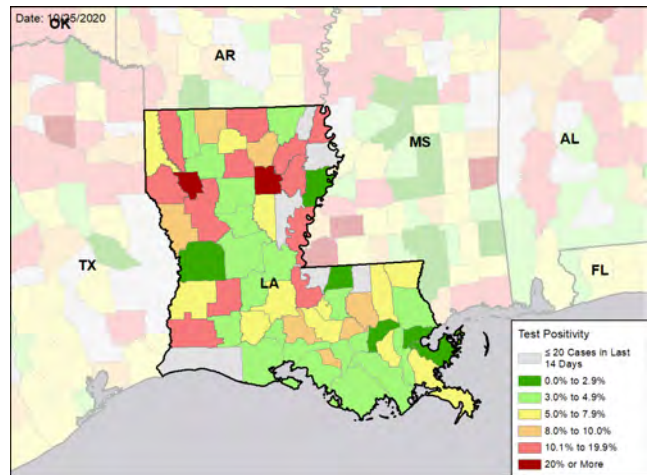 Date: 10/25/2020
OK
AR
MS
AL
TX
LA
FL
Test Positivity
≤ 20 Cases in Last
14 Days
0.0% to 2.9%
3.0% to 4.9%
5.0% to 7.9%
8.0% to 10.0%
10.1% to 19.9%
20% or More